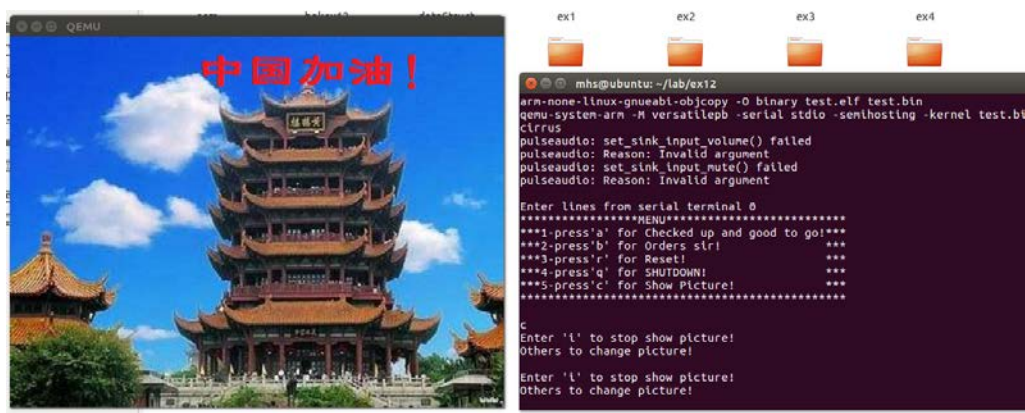 QEMU
中国加油！
黄鹤楼
www.
ex1 ex2 ex3 ex4
mhs@ubuntu: ~/lab/ex12
arm-none-linux-gnueabi-objcopy -O binary test.elf test.bin
qemu-system-arm -M versatilepb -serial stdio -semihosting -kernel test.bi
cirrus
pulseaudio: set_sink_input_volume() failed
pulseaudio: Reason: Invalid argument
pulseaudio: set_sink_input_mute() failed
pulseaudio: Reason: Invalid argument
Enter lines from serial terminal 0
******************MENU***************************
***1-press'a' for Checked up and good to go!***
***2-press'b' for Orders sir! ***
***3-press'r' for Reset! ***
***4-press'q' for SHUTDOWN! ***
***5-press'c' for Show Picture! ***
*************************************************
c
Enter 'i' to stop show picture!
Others to change picture!
Enter 'i' to stop show picture!
Others to change picture!